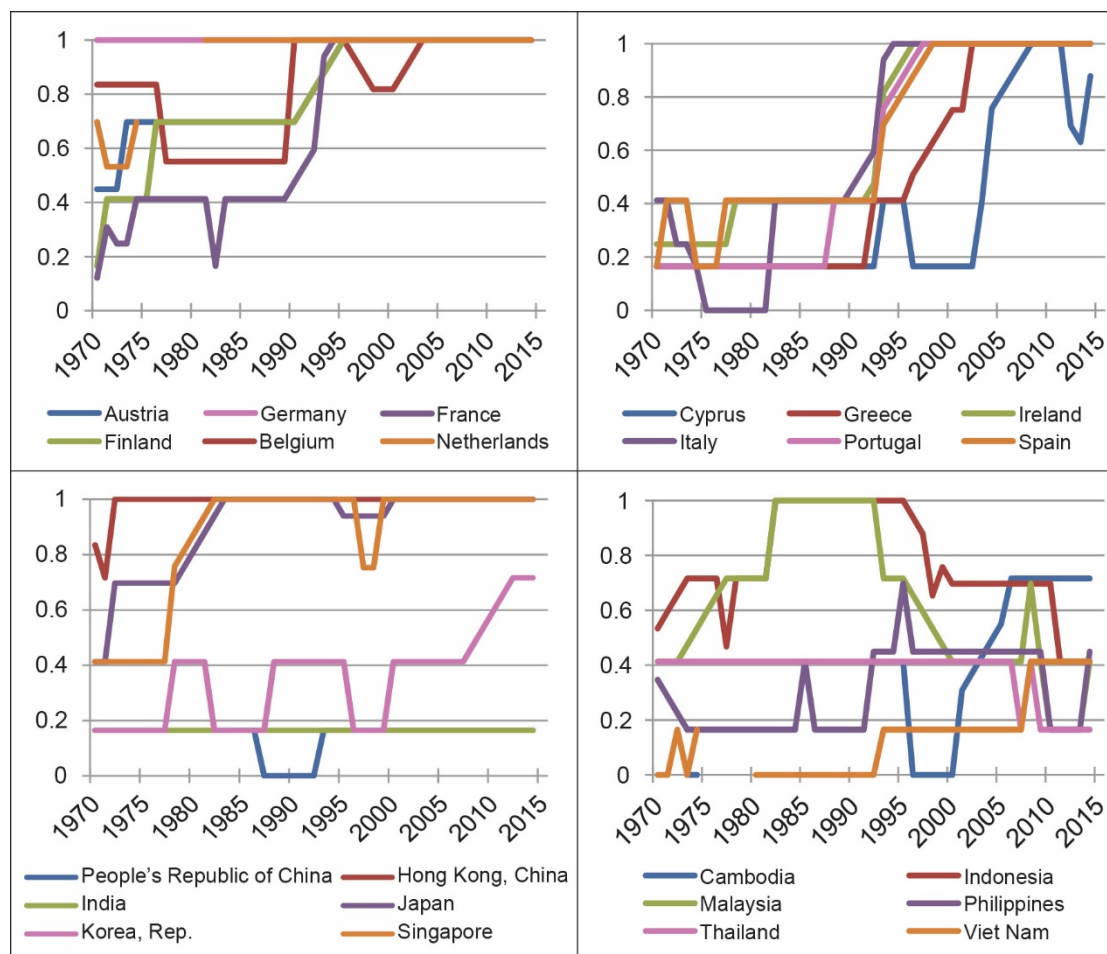 1
0.8
0.6
0.4
0.2
0
1970 1975 1980 1985 1990 1995 2000 2005 2010 2015
Austria Germany France
Finland Belgium Netherlands
1
0.8
0.6
0.4
0.2
0
1970 1975 1980 1985 1990 1995 2000 2005 2010 2015
Cyprus Greece Ireland
Italy Portugal Spain
1
0.8
0.6
0.4
0.2
0
1970 1975 1980 1985 1990 1995 2000 2005 2010 2015
People’s Republic of China Hong Kong, China
India Japan
Korea, Rep. Singapore
1
0.8
0.6
0.4
0.2
0
1970 1975 1980 1985 1990 1995 2000 2005 2010 2015
Cambodia Indonesia
Malaysia Philippines
Thailand Viet Nam